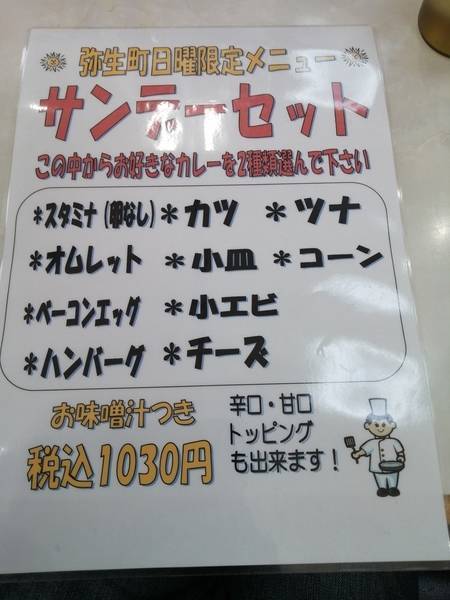 弥生町日曜限定メニュー
サンデーセット
この中からお好きなカレーを2種類選んで下さい
*スタミナ(卵なし) *カツ *ツナ
*オムレット *小皿 *コーン
*ベーコンエッグ *小エビ
*ハンバーグ *チーズ
お味噌汁つき
税込1030円
辛口・甘口
トッピング
も出来ます!